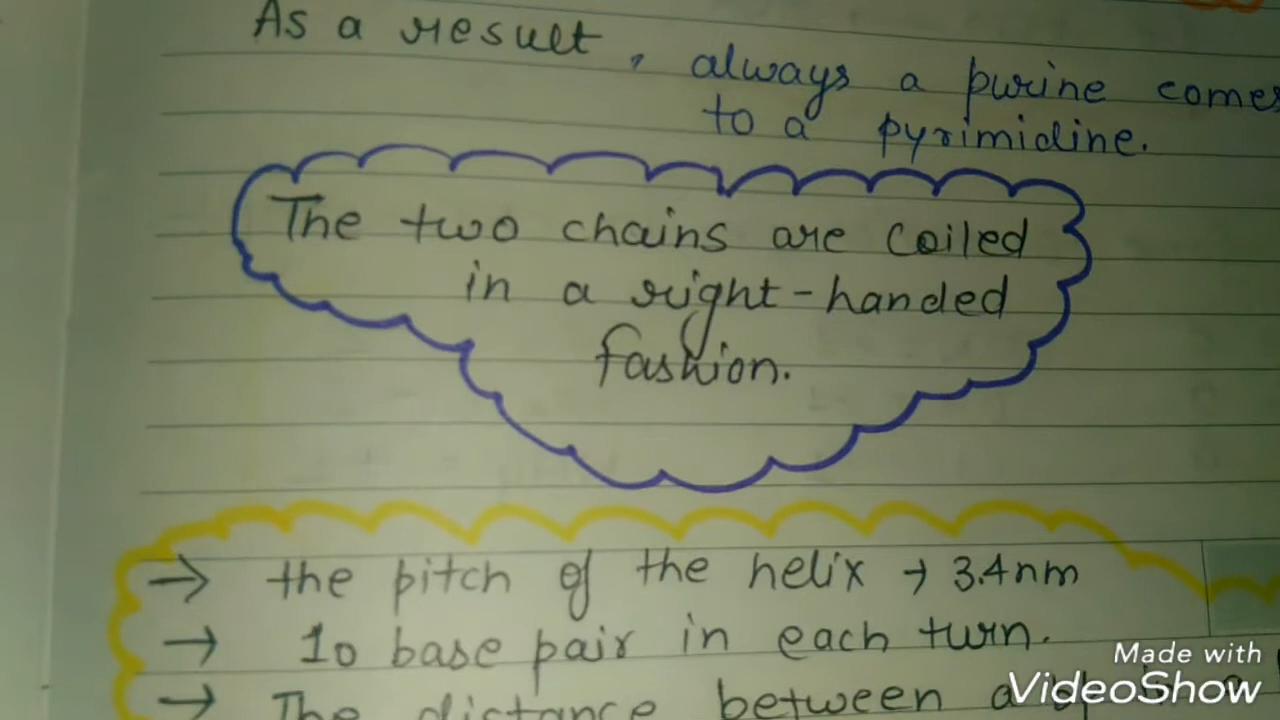 As a result, always a purine comes
to a pyrimidine.
The two chains are coiled
in a right-handed
fashion.
→ the pitch of the helix → 3.4nm
→ 10 base pair in each turn.
→ The distance between a
Made with
VideoShow